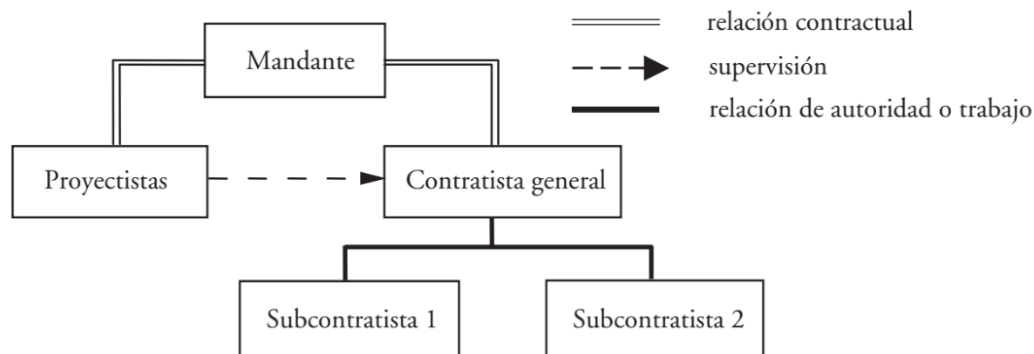 relación contractual
Mandante
supervisión
relación de autoridad o trabajo
Proyectistas
Contratista general
Subcontratista 1
Subcontratista 2